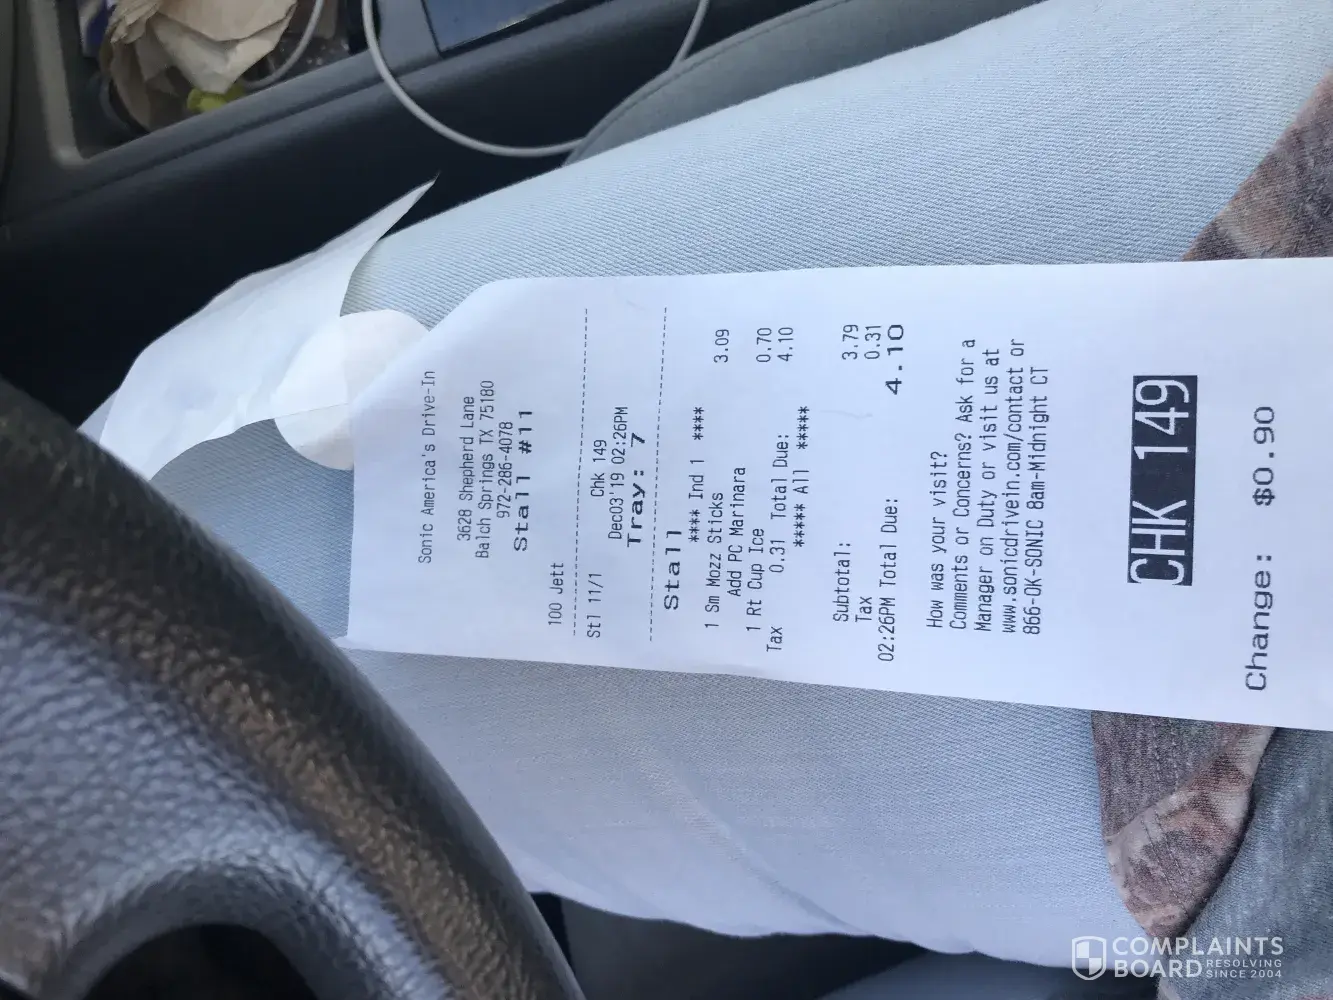 Sonic America's Drive-In
3628 Shepherd Lane
Balch Springs TX 75180
972-286-4078
Stall #11
100 Jett
Stl 11/1 Chk 149
Dec03'19 02:26PM
Tray: 7
Stall
**** Ind 1 ****
1 Sm Mozz Sticks 3.09
Add PC Marinara
1 Rt Cup Ice 0.70
Tax 0.31 Total Due: 4.10
***** All *****
Subtotal: 3.79
Tax 0.31
02:26PM Total Due: 4.10
How was your visit?
Comments or Concerns? Ask for a
Manager on Duty or visit us at
www.sonicdrivein.com/contact or
866-OK-SONIC 8am-Midnight CT
CHK 149
Change: $0.90
COMPLAINTS
BOARD RESOLVING
SINCE 2004